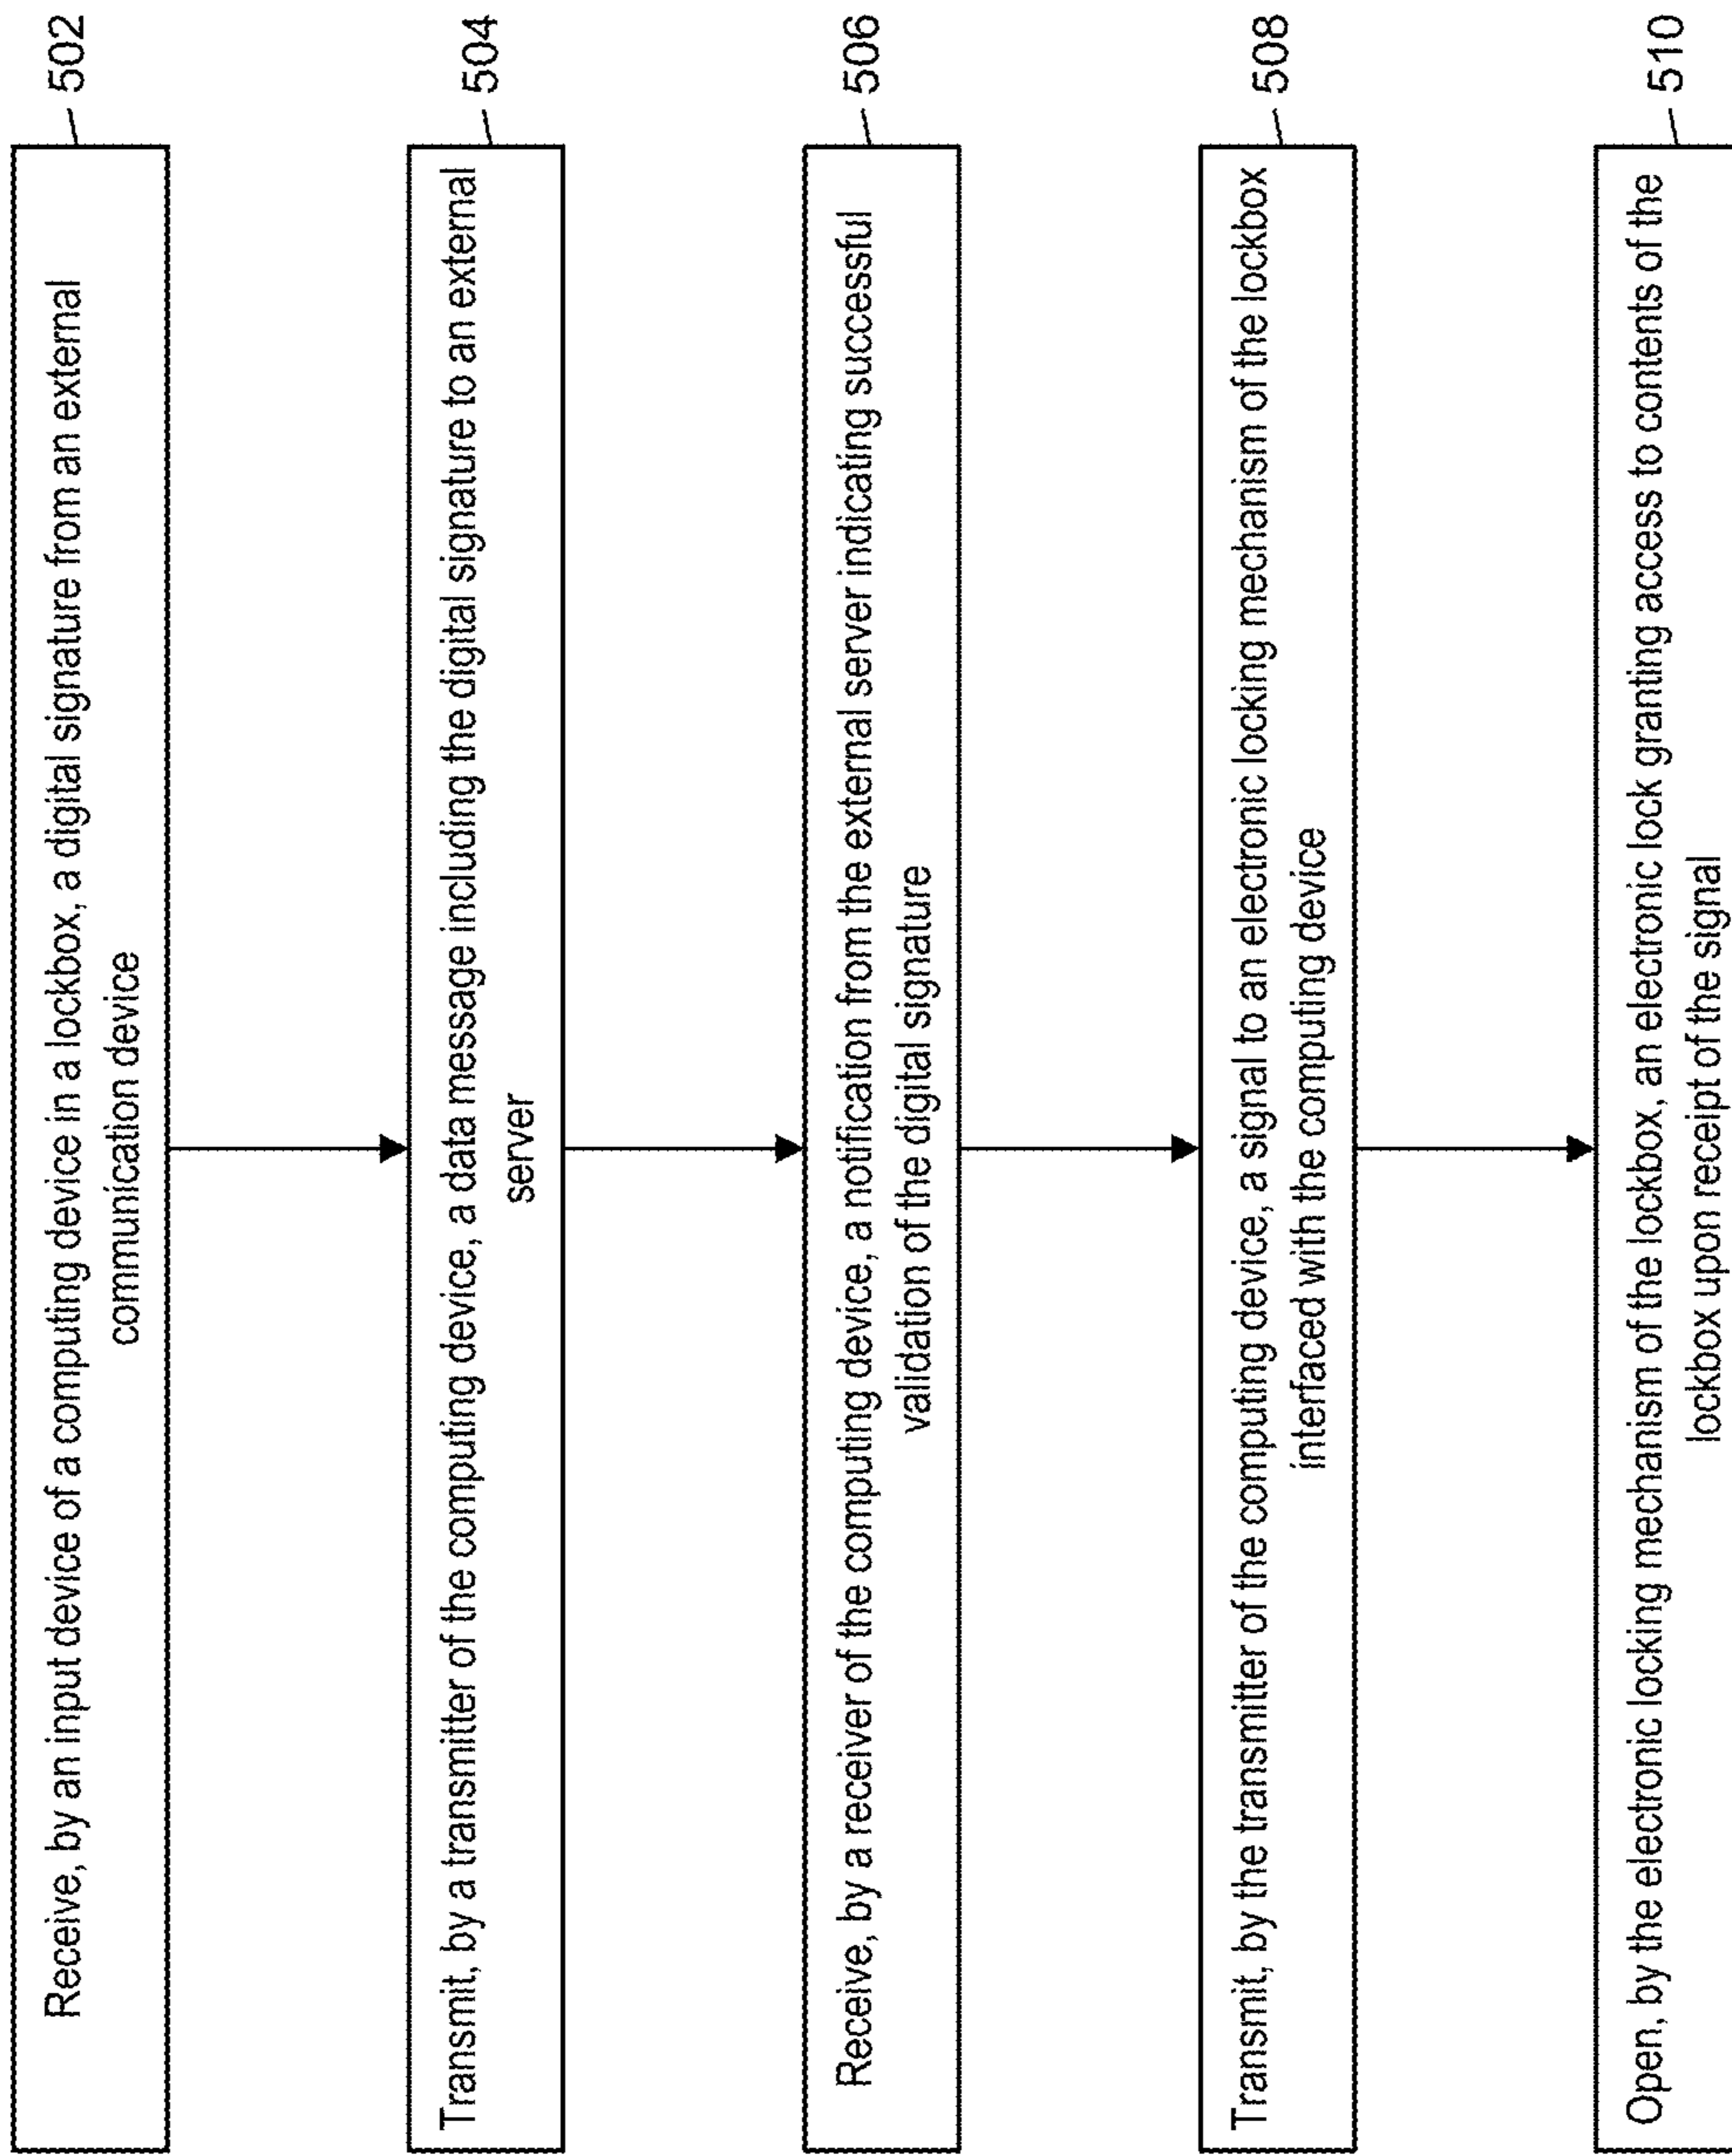 502
Receive, by an input device of a computing device in a lockbox, a digital signature from an external
communication device
504
Transmit, by a transmitter of the computing device, a data message including the digital signature to an external
server
506
Receive, by a receiver of the computing device, a notification from the external server indicating successful
validation of the digital signature
508
Transmit, by the transmitter of the computing device, a signal to an electronic locking mechanism of the lockbox
interfaced with the computing device
510
Open, by the electronic locking mechanism of the lockbox, an electronic lock granting access to contents of the
lockbox upon receipt of the signal